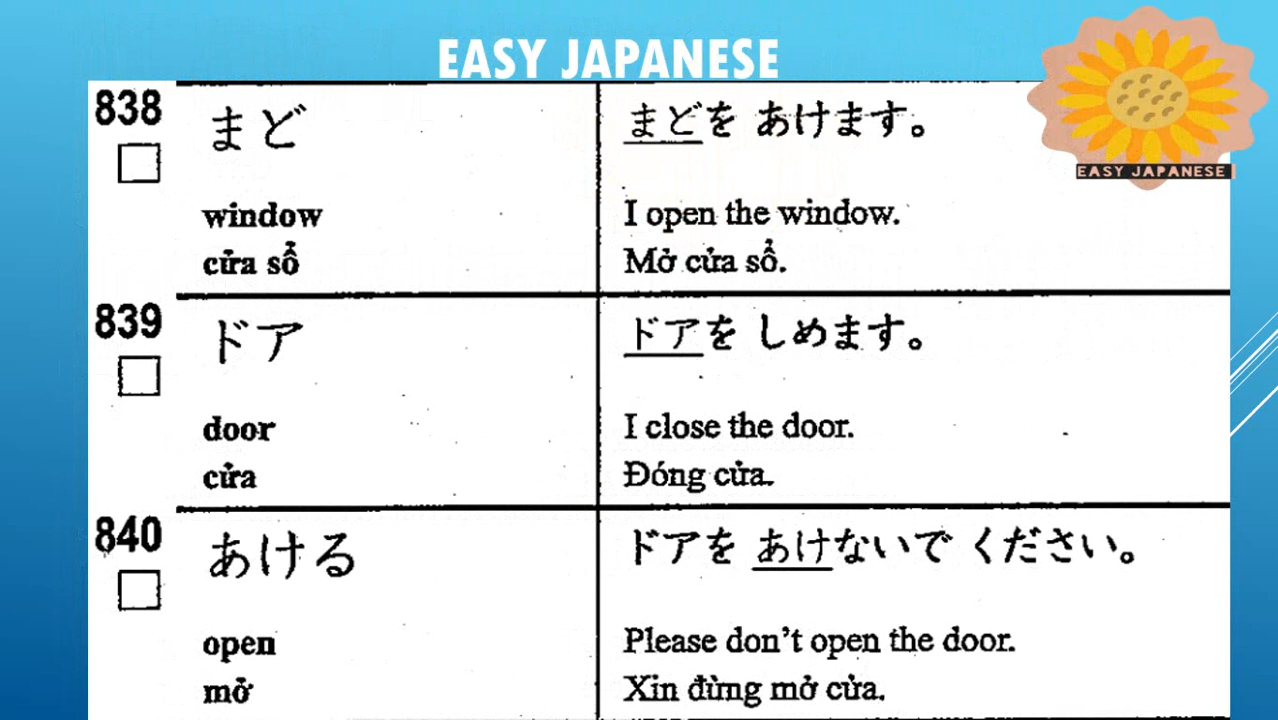 EASY JAPANESE
EASY JAPANESE
838
まど
まどを あけます。
window
I open the window.
cửa sổ
Mở cửa sổ.
839
ドア
ドアを しめます。
door
I close the door.
cửa
Đóng cửa.
840
あける
ドアを あけないで ください。
open
Please don't open the door.
mở
Xin đừng mở cửa.